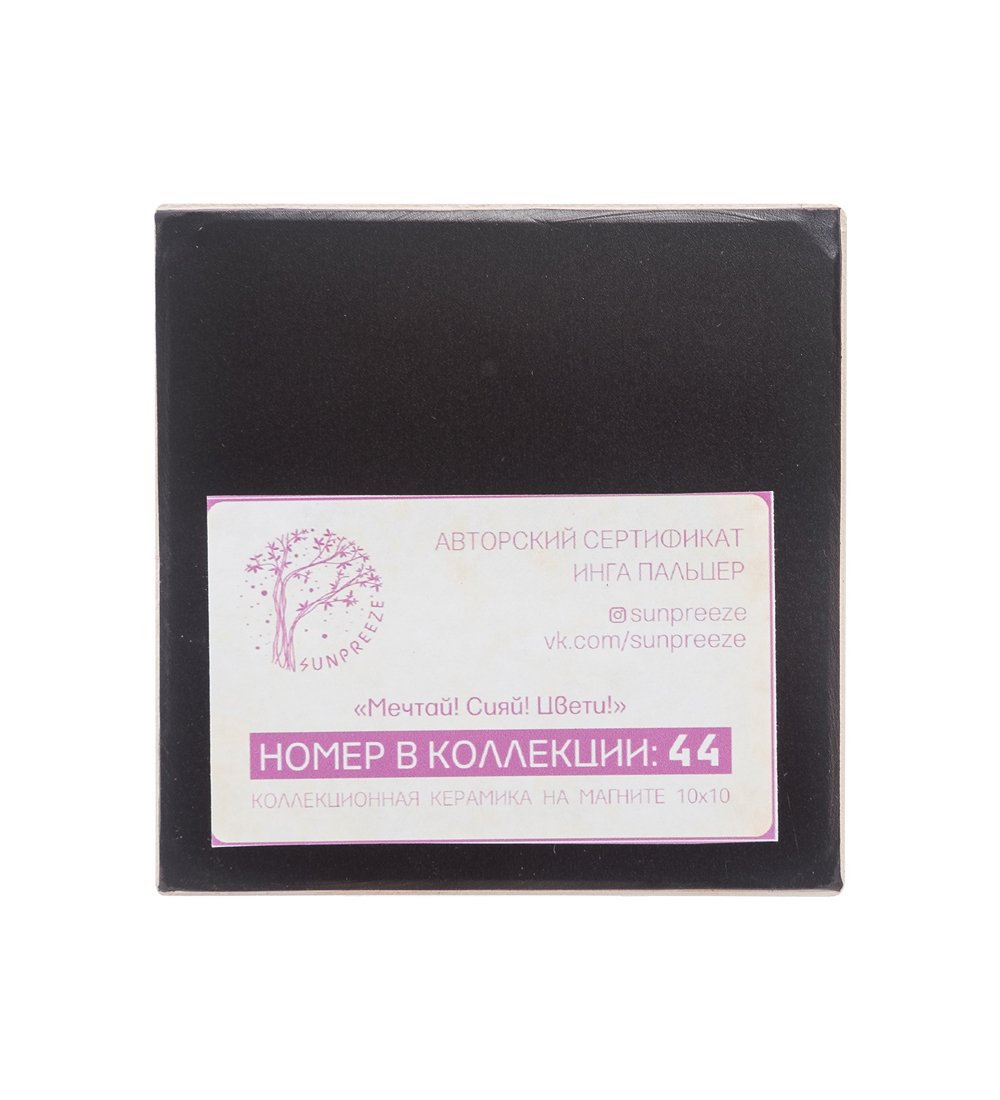 SUNPREEZE
АВТОРСКИЙ СЕРТИФИКАТ
ИНГА ПАЛЬЦЕР
sunpreeze
vk.com/sunpreeze
«Мечтай! Сияй! Цвети!»
НОМЕР В КОЛЛЕКЦИИ: 44
КОЛЛЕКЦИОННАЯ КЕРАМИКА НА МАГНИТЕ 10х10